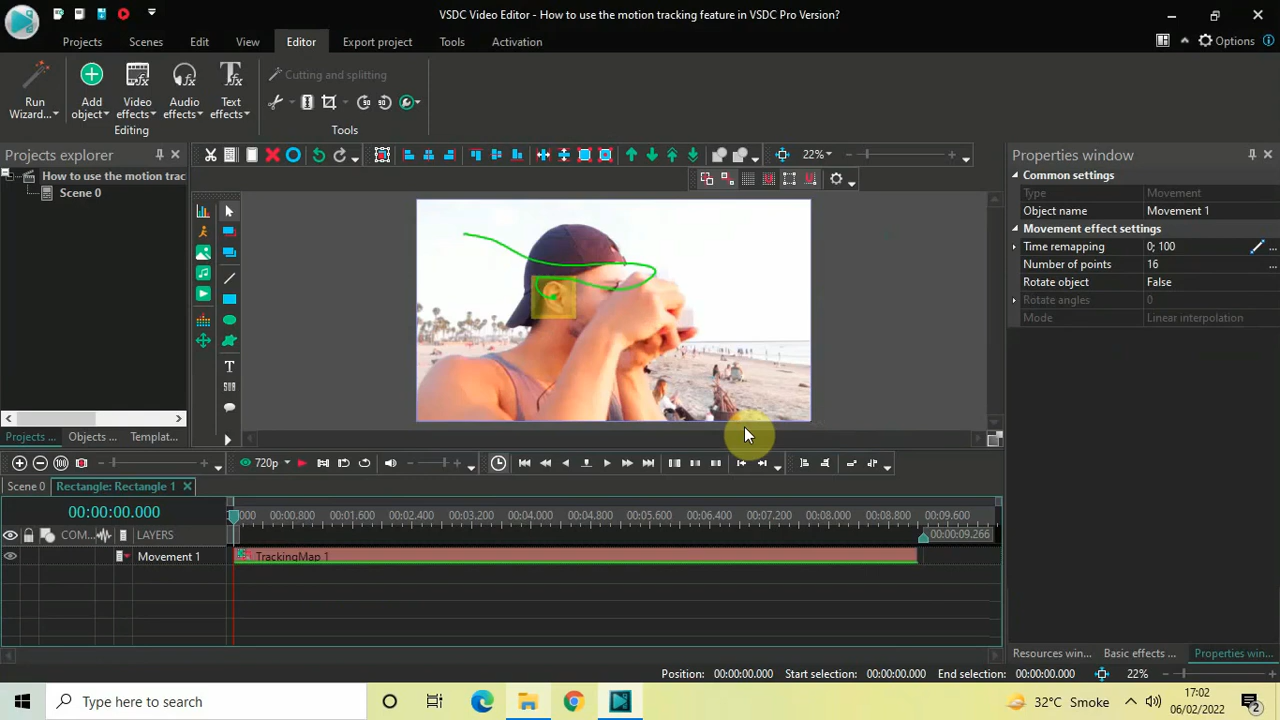 VSDC Video Editor - How to use the motion tracking feature in VSDC Pro Version?
Projects Scenes Edit View Editor Export project Tools Activation
Options
Run Wizard...
Add object
Video effects
Audio effects
Text effects
Editing
Cutting and splitting
Tools
Projects explorer
How to use the motion trac
Scene 0
22%
Properties window
Common settings
Type Movement
Object name Movement 1
Movement effect settings
Time remapping 0; 100
Number of points 16
Rotate object False
Rotate angles 0
Mode Linear interpolation
Projects ... Objects ... Templat...
720p
Scene 0 Rectangle: Rectangle 1
00:00:00.000
000 00:00.800 00:01.600 00:02.400 00:03.200 00:04.000 00:04.800 00:05.600 00:06.400 00:07.200 00:08.000 00:08.800 00:09.600
00:00:09.266
COM... LAYERS
Movement 1
TrackingMap 1
Resources win... Basic effects ... Properties win...
Position: 00:00:00.000 Start selection: 00:00:00.000 End selection: 00:00:00.000 22%
Type here to search
32°C Smoke
17:02
06/02/2022
2